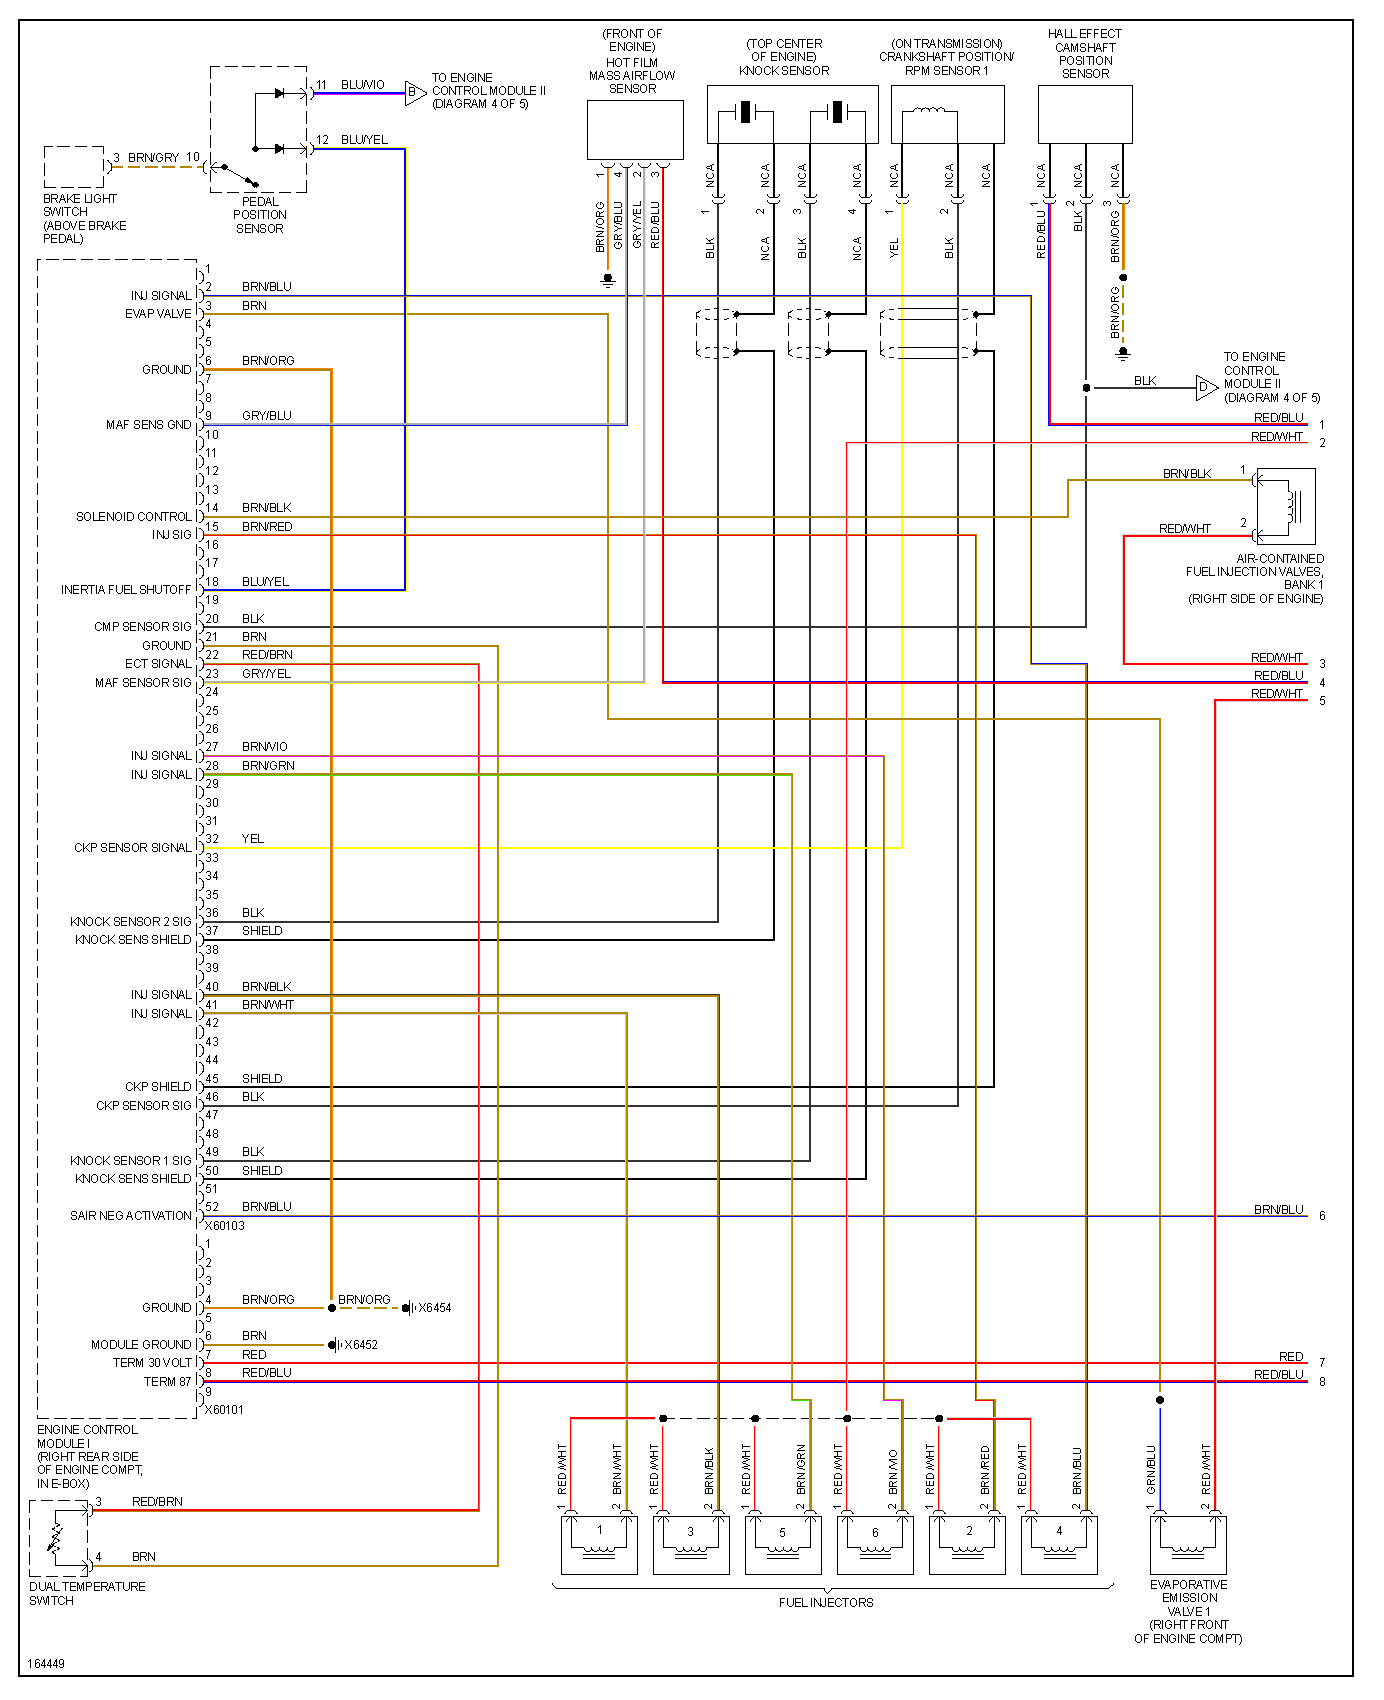 (FRONT OF
ENGINE)
HOT FILM
MASS AIRFLOW
SENSOR
(TOP CENTER
OF ENGINE)
KNOCK SENSOR
(ON TRANSMISSION)
CRANKSHAFT POSITION/
RPM SENSOR 1
HALL EFFECT
CAMSHAFT
POSITION
SENSOR
11 BLU/VIO
B
TO ENGINE
CONTROL MODULE II
(DIAGRAM 4 OF 5)
12 BLU/YEL
3 BRN/GRY 10
BRAKE LIGHT
SWITCH
(ABOVE BRAKE
PEDAL)
PEDAL
POSITION
SENSOR
1 4 2 3
BRN/ORG
GRY/BLU
GRY/YEL
RED/BLU
NCA NCA NCA NCA
1 2 3 4
BLK NCA BLK NCA
NCA NCA NCA
1 2
YEL BLK
NCA NCA NCA
1 2 3
RED/BLU BLK BRN/ORG
BRN/ORG
BLK
D
TO ENGINE
CONTROL
MODULE II
(DIAGRAM 4 OF 5)
RED/BLU 1
RED/WHT 2
BRN/BLK 1
RED/WHT 2
AIR-CONTAINED
FUEL INJECTION VALVES,
BANK 1
(RIGHT SIDE OF ENGINE)
RED/WHT 3
RED/BLU 4
RED/WHT 5
1
INJ SIGNAL 2 BRN/BLU
EVAP VALVE 3 BRN
4
5
GROUND 6 BRN/ORG
7
8
MAF SENS GND 9 GRY/BLU
10
11
12
13
SOLENOID CONTROL 14 BRN/BLK
INJ SIG 15 BRN/RED
16
17
INERTIA FUEL SHUTOFF 18 BLU/YEL
19
CMP SENSOR SIG 20 BLK
GROUND 21 BRN
ECT SIGNAL 22 RED/BRN
MAF SENSOR SIG 23 GRY/YEL
24
25
26
INJ SIGNAL 27 BRN/VIO
INJ SIGNAL 28 BRN/GRN
29
30
31
CKP SENSOR SIGNAL 32 YEL
33
34
35
KNOCK SENSOR 2 SIG 36 BLK
KNOCK SENS SHIELD 37 SHIELD
38
39
INJ SIGNAL 40 BRN/BLK
INJ SIGNAL 41 BRN/WHT
42
43
44
CKP SHIELD 45 SHIELD
CKP SENSOR SIG 46 BLK
47
48
KNOCK SENSOR 1 SIG 49 BLK
KNOCK SENS SHIELD 50 SHIELD
51
SAIR NEG ACTIVATION 52 BRN/BLU BRN/BLU 6
X60103
1
2
3
GROUND 4 BRN/ORG BRN/ORG X6454
5
MODULE GROUND 6 BRN X6452
TERM 30 VOLT 7 RED RED 7
TERM 87 8 RED/BLU RED/BLU 8
9
X60101
ENGINE CONTROL
MODULE I
(RIGHT REAR SIDE
OF ENGINE COMPT,
IN E-BOX)
3 RED/BRN
4 BRN
DUAL TEMPERATURE
SWITCH
RED/WHT BRN/WHT RED/WHT BRN/BLK RED/WHT BRN/GRN RED/WHT BRN/VIO RED/WHT BRN/RED RED/WHT BRN/BLU GRN/BLU RED/WHT
1 2 1 2 1 2 1 2 1 2 1 2 1 2
1 3 5 6 2 4
FUEL INJECTORS
EVAPORATIVE
EMISSION
VALVE 1
(RIGHT FRONT
OF ENGINE COMPT)
164449